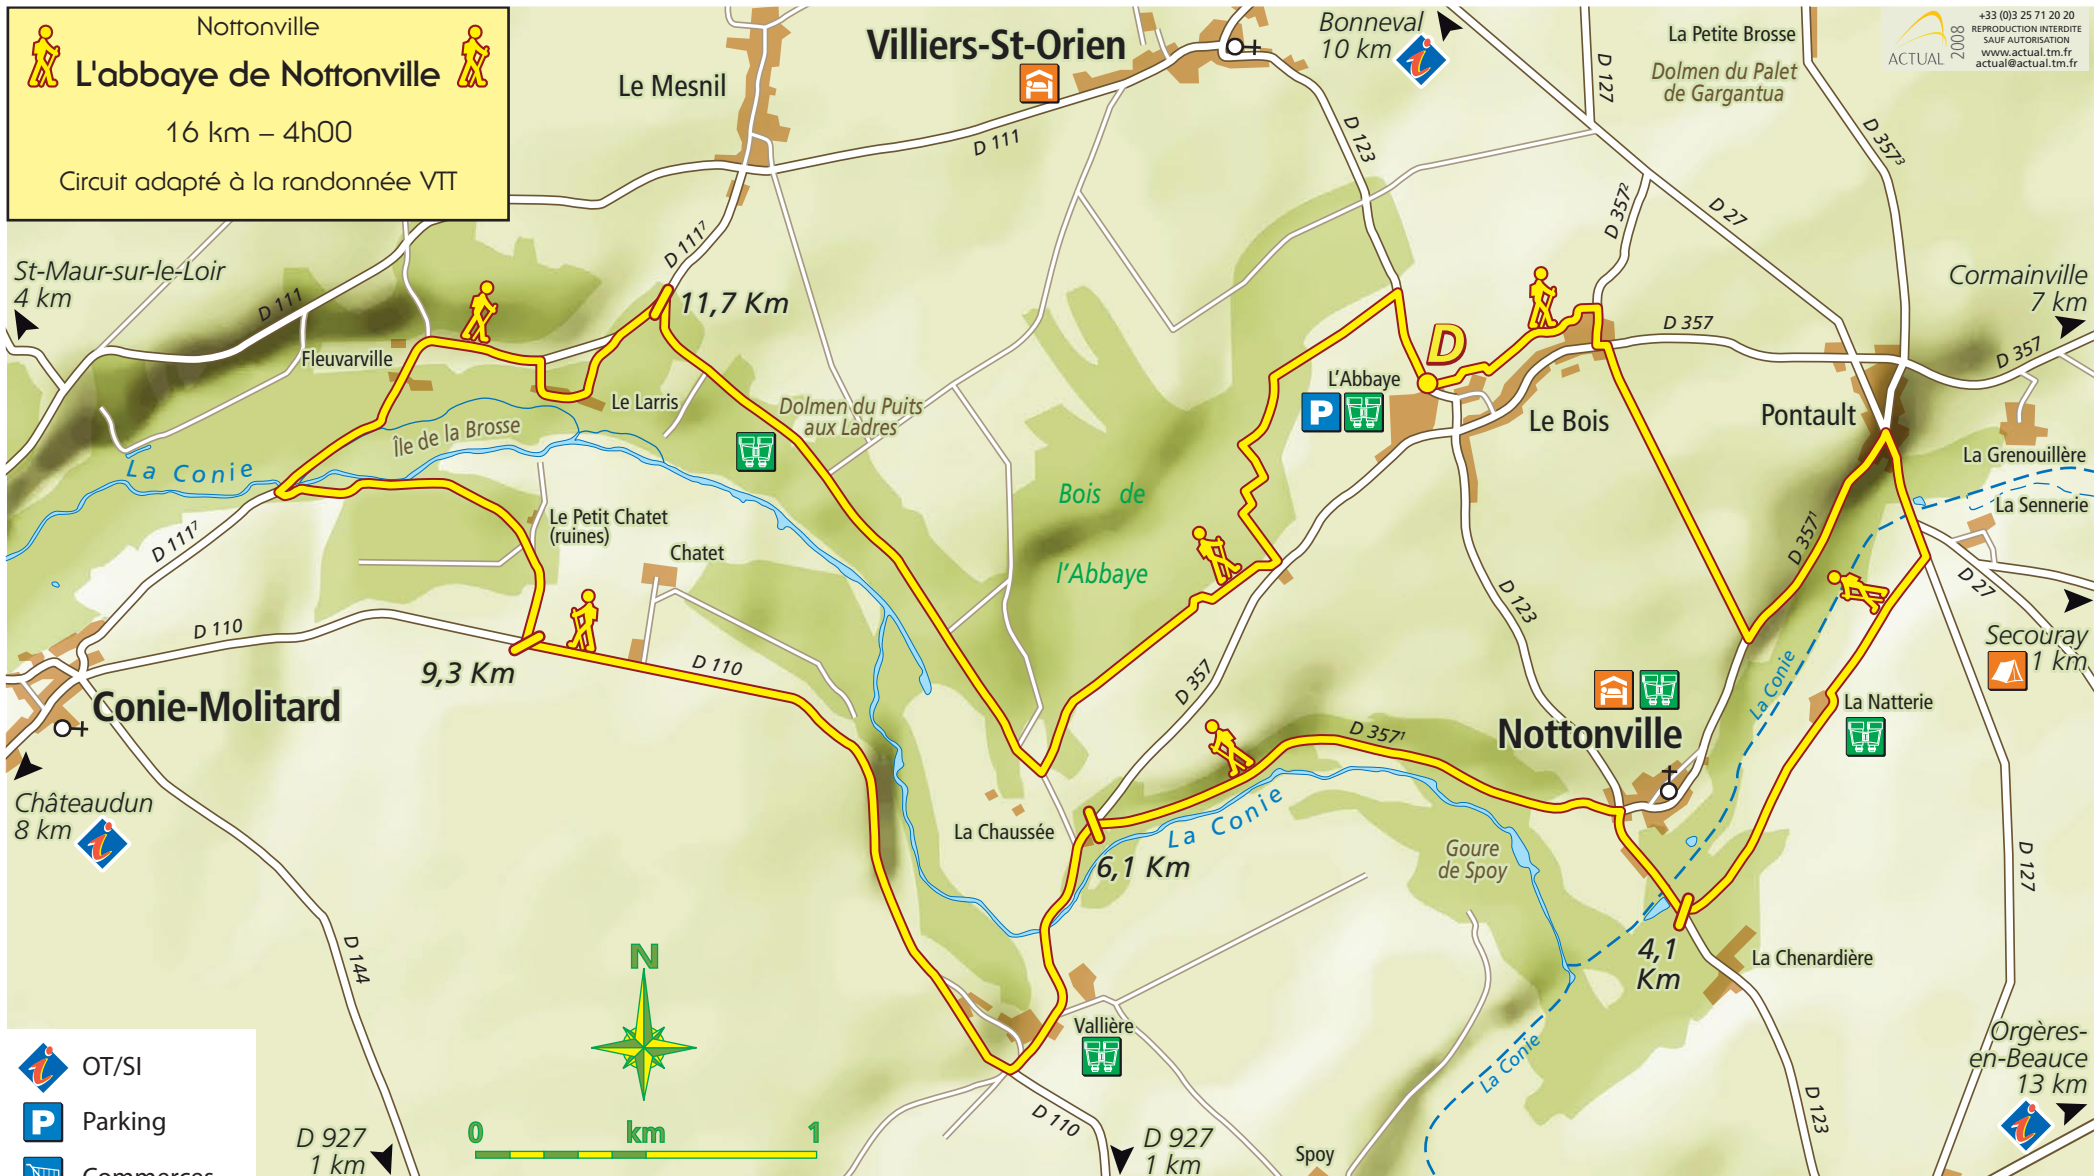 Nottonville
L'abbaye de Nottonville
16 km – 4h00
Circuit adapté à la randonnée VTT
Le Mesnil
Villiers-St-Orien
Bonneval
10 km
La Petite Brosse
Dolmen du Palet
de Gargantua
ACTUAL
2008
+33 (0)3 25 71 20 20
REPRODUCTION INTERDITE
SAUF AUTORISATION
www.actual.tm.fr
actual@actual.tm.fr
D 127
D 123
D 111
D 357³
D 357²
D 27
D 111⁷
St-Maur-sur-le-Loir
4 km
D 111
11,7 Km
Cormainville
7 km
D 357
D 357
Fleuvarville
Le Larris
Île de la Brosse
La Conie
Dolmen du Puits
aux Ladres
D
L'Abbaye
P
Le Bois
Pontault
La Grenouillère
La Sennerie
Bois de
l'Abbaye
D 111⁷
Le Petit Chatet
(ruines)
Chatet
D 357¹
D 27
D 123
D 110
9,3 Km
D 110
D 357
Secouray
1 km
La Conie
Conie-Molitard
La Natterie
Nottonville
D 357¹
Châteaudun
8 km
La Chaussée
6,1 Km
La Conie
Goure
de Spoy
D 127
4,1
Km
La Chenardière
D 144
N
Vallière
La Conie
Orgères-
en-Beauce
13 km
D 123
D 110
0 km 1
D 927
1 km
D 927
1 km
Spoy
OT/SI
P Parking
Commerces